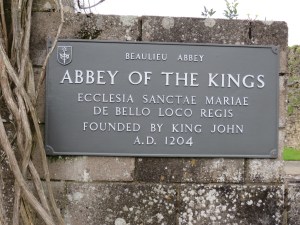 BEAULIEU ABBEY
ABBEY OF THE KINGS
ECCLESIA SANCTAE MARIAE
DE BELLO LOCO REGIS
FOUNDED BY KING JOHN
A.D. 1204